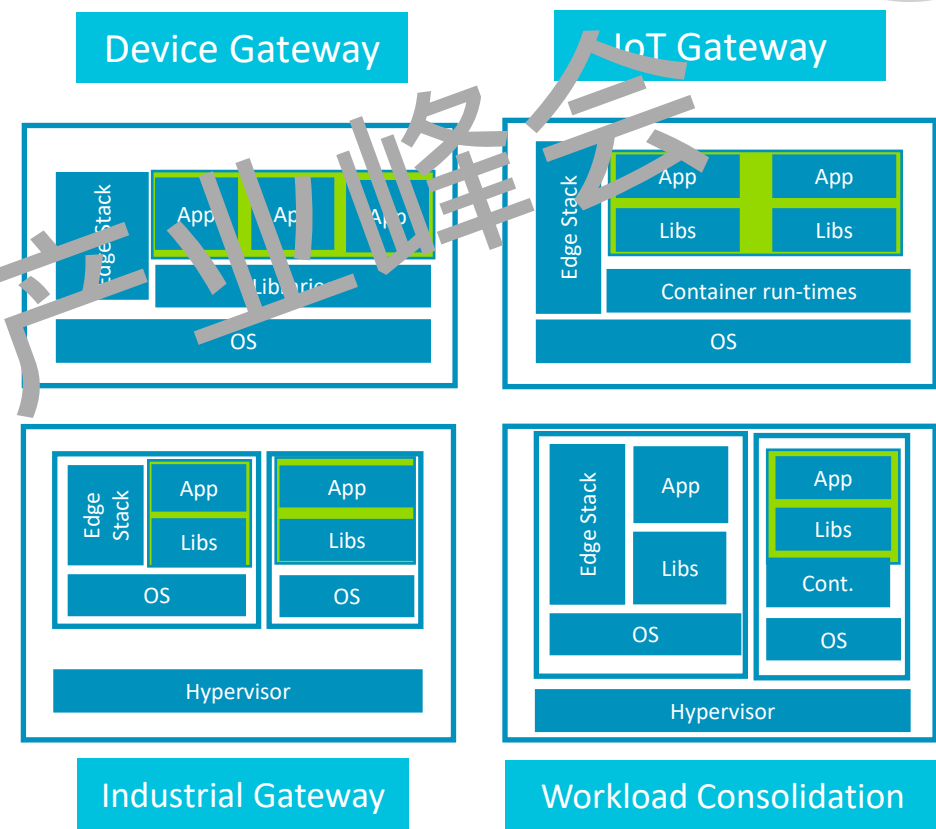 Device Gateway
Edge Stack
App
App
App
Libraries
OS
IoT Gateway
Edge Stack
App
App
Libs
Libs
Container run-times
OS
产业峰会
Edge
Stack
App
Libs
OS
App
Libs
OS
Hypervisor
Industrial Gateway
Edge Stack
App
Libs
OS
App
Libs
Cont.
OS
Hypervisor
Workload Consolidation